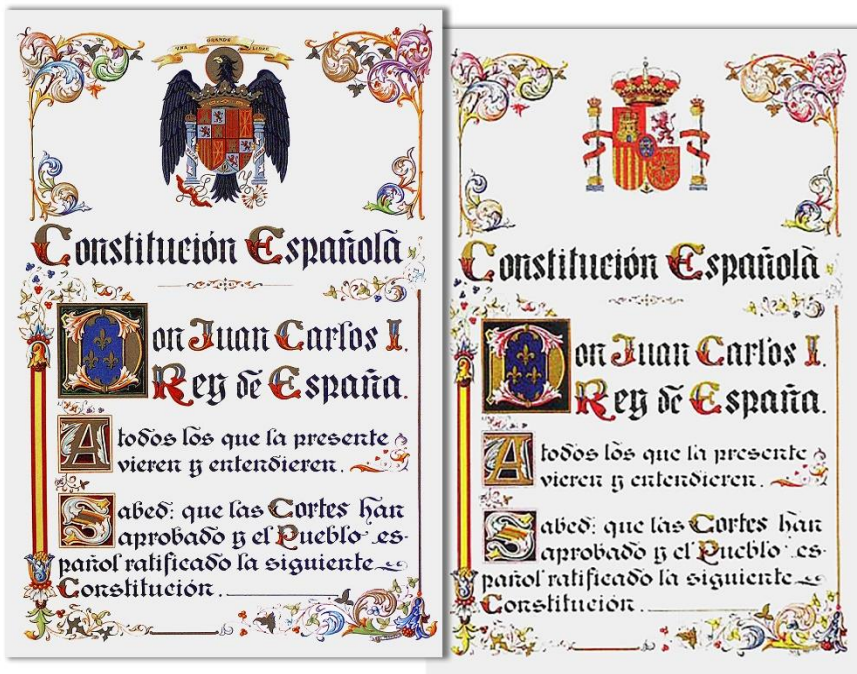 UNA GRANDE LIBRE
Constitución Española
Don Juan Carlos I.
Rey de España.
A todos los que la presente
vieren y entendieren.
Sabed: que las Cortes han
aprobado y el Pueblo es-
pañol ratificado la siguiente
Constitución.
Constitución Española
Don Juan Carlos I.
Rey de España.
A todos los que la presente
vieren y entendieren.
Sabed: que las Cortes han
aprobado y el Pueblo es-
pañol ratificado la siguiente
Constitución.